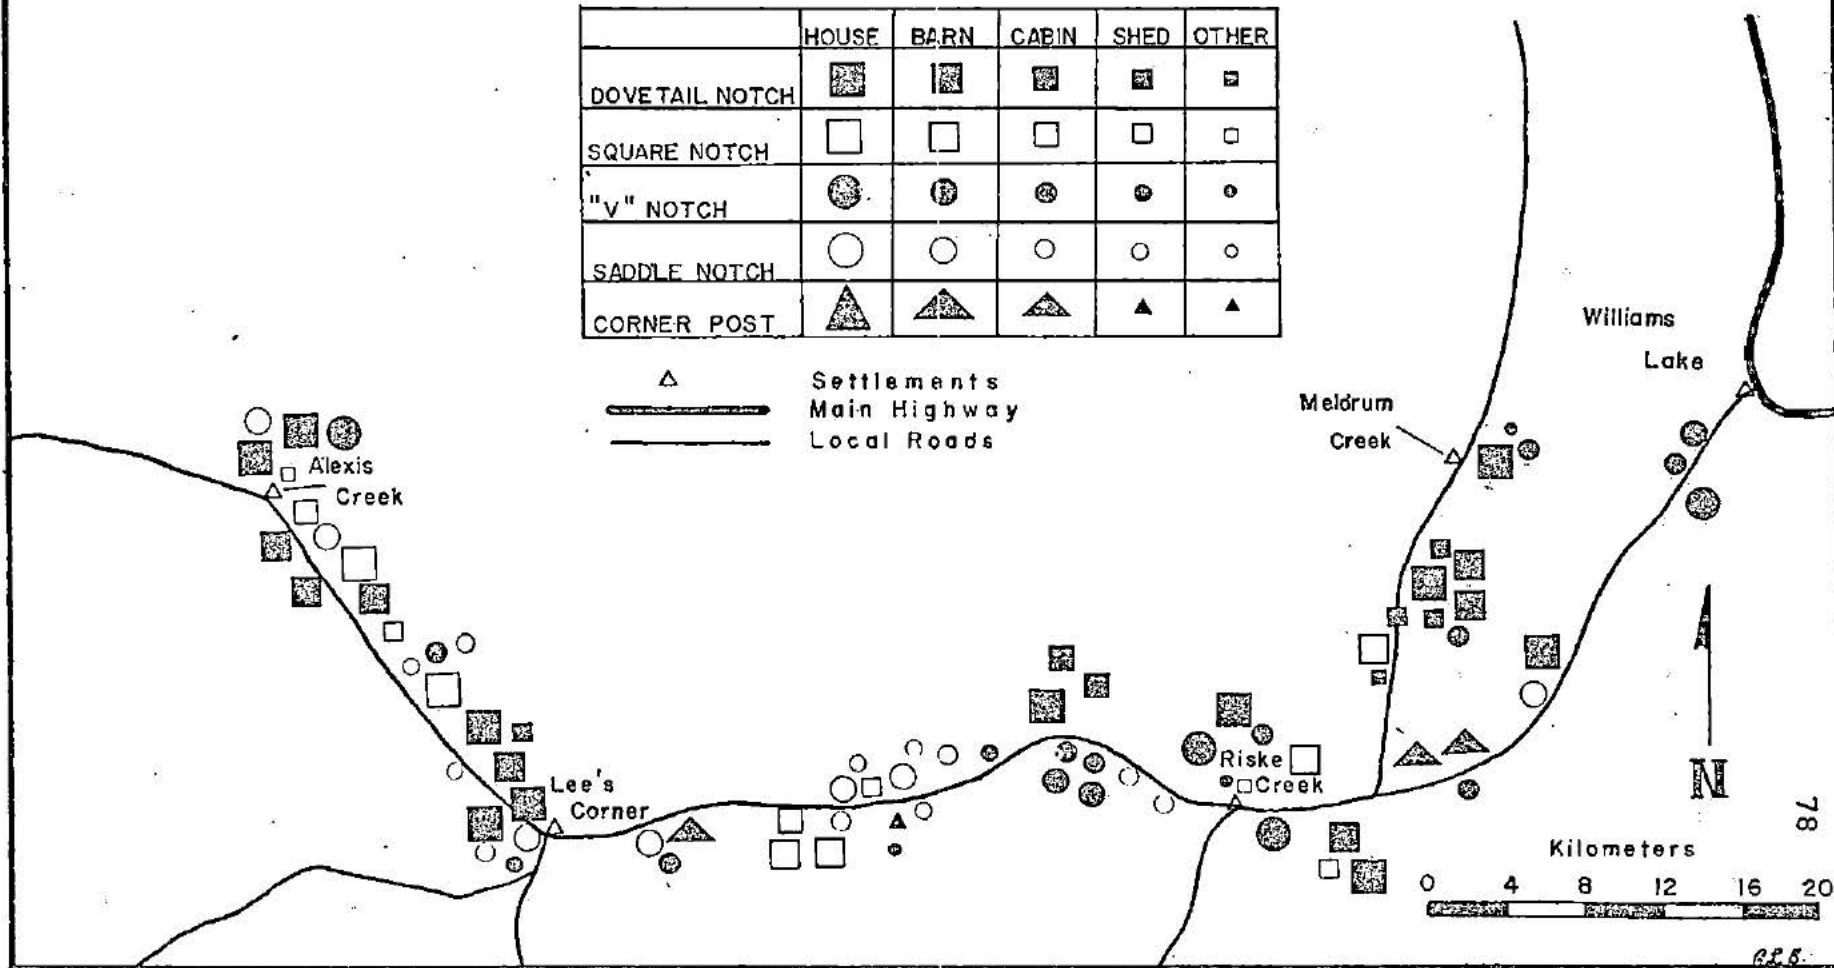 HOUSE BARN CABIN SHED OTHER
DOVETAIL NOTCH
SQUARE NOTCH
"V" NOTCH
SADDLE NOTCH
CORNER POST
Settlements
Main Highway
Local Roads
Williams
Lake
Meldrum
Creek
Alexis
Creek
Lee's
Corner
Riske
Creek
N
78
Kilometers
0 4 8 12 16 20